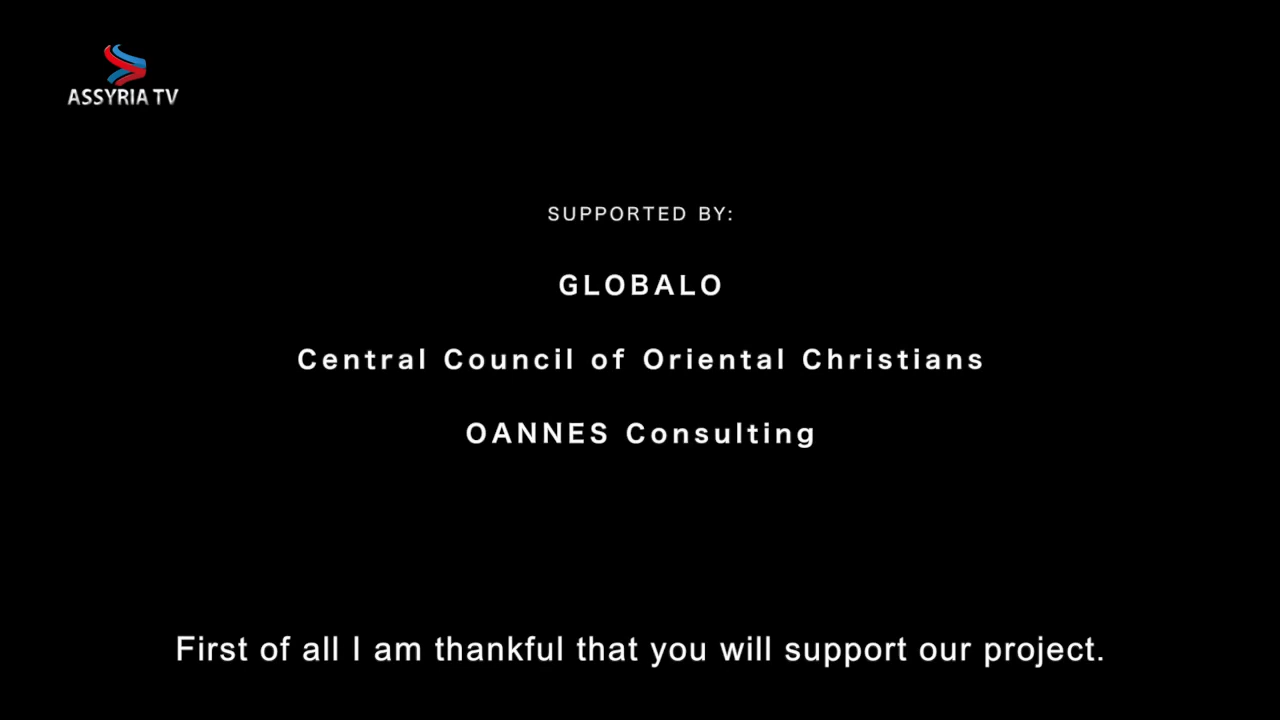 ASSYRIA TV
SUPPORTED BY:
GLOBALO
Central Council of Oriental Christians
OANNES Consulting
First of all I am thankful that you will support our project.